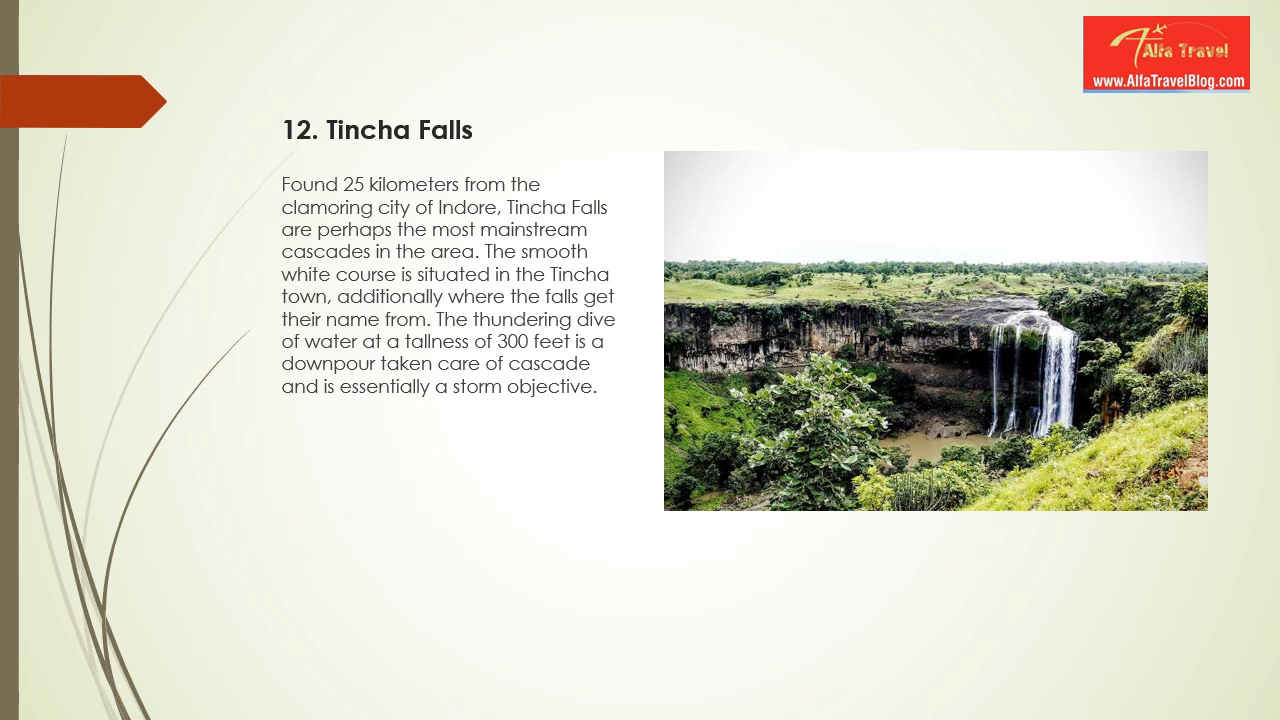 Alfa Travel
www.AlfaTravelBlog.com
12. Tincha Falls
Found 25 kilometers from the
clamoring city of Indore, Tincha Falls
are perhaps the most mainstream
cascades in the area. The smooth
white course is situated in the Tincha
town, additionally where the falls get
their name from. The thundering dive
of water at a tallness of 300 feet is a
downpour taken care of cascade
and is essentially a storm objective.